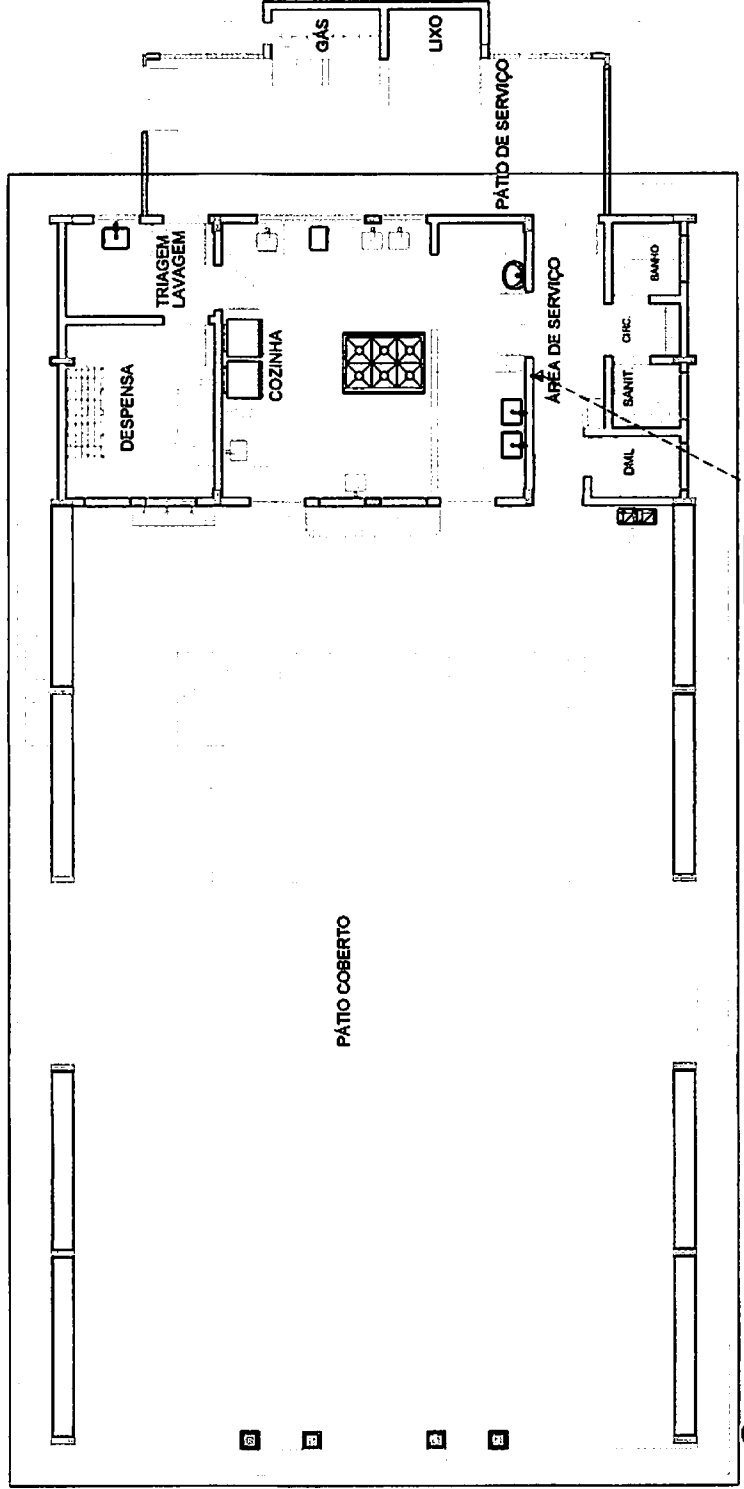 GÁS
LIXO
PÁTIO DE SERVIÇO
TRIAGEM
LAVAGEM
DESPENSA
COZINHA
ÁREA DE SERVIÇO
BANHO
CIRC.
SANIT
DML
PÁTIO COBERTO